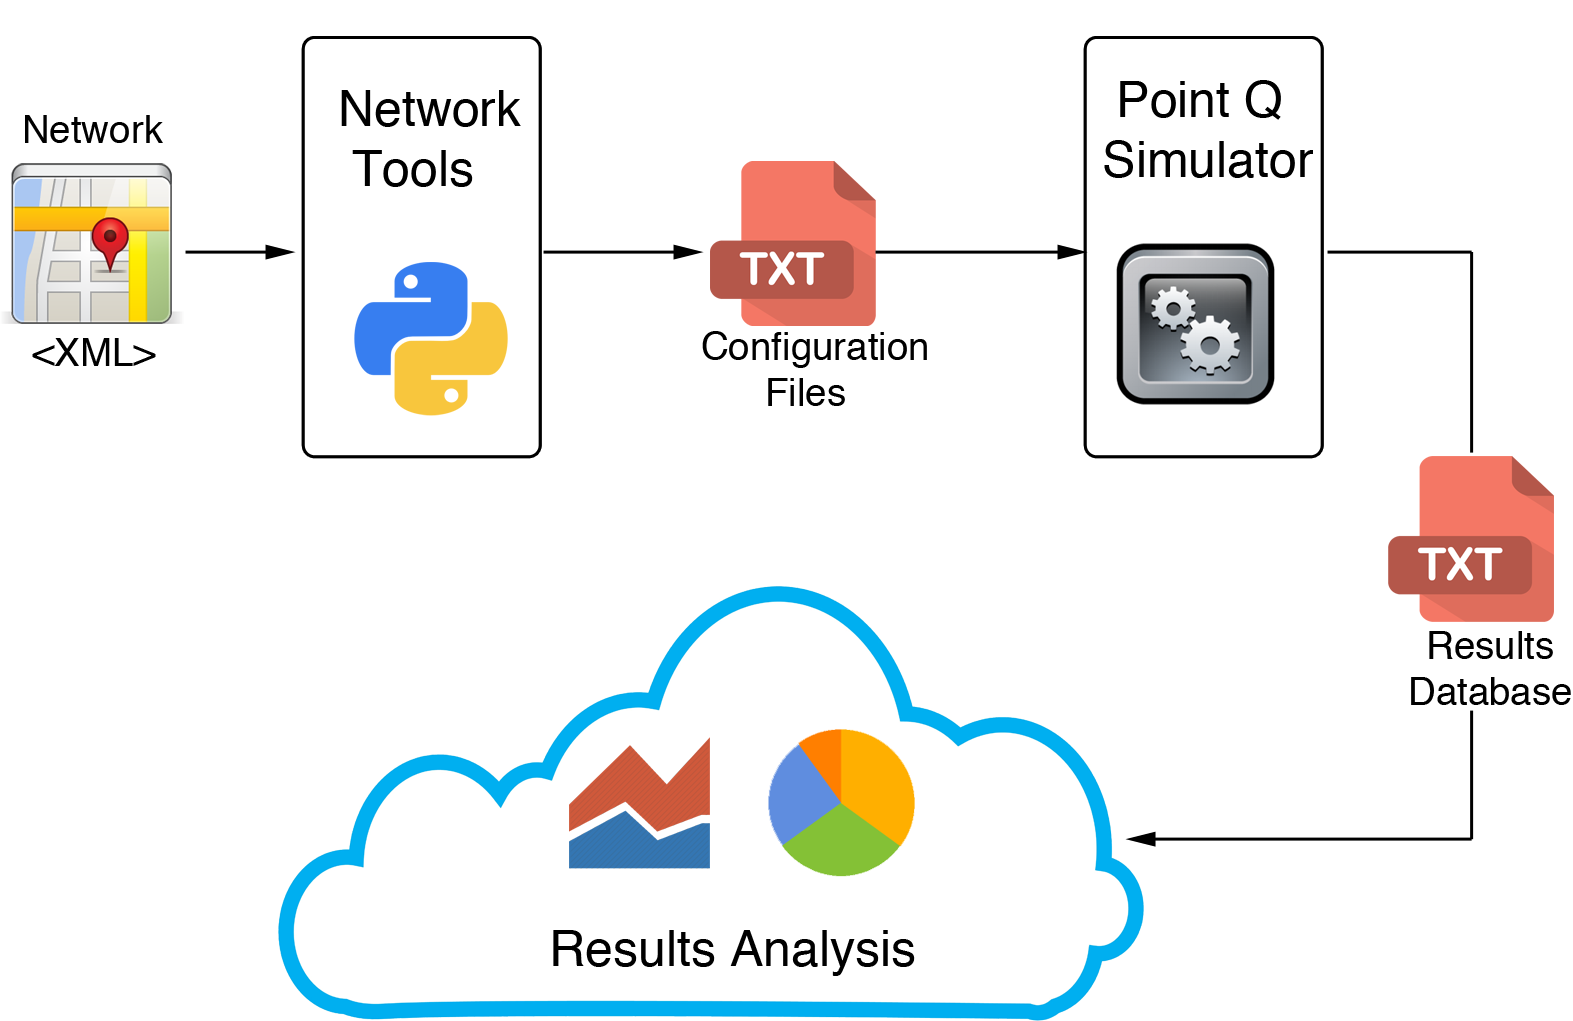 Network
<XML>
Network
Tools
TXT
Configuration
Files
Point Q
Simulator
TXT
Results
Database
Results Analysis